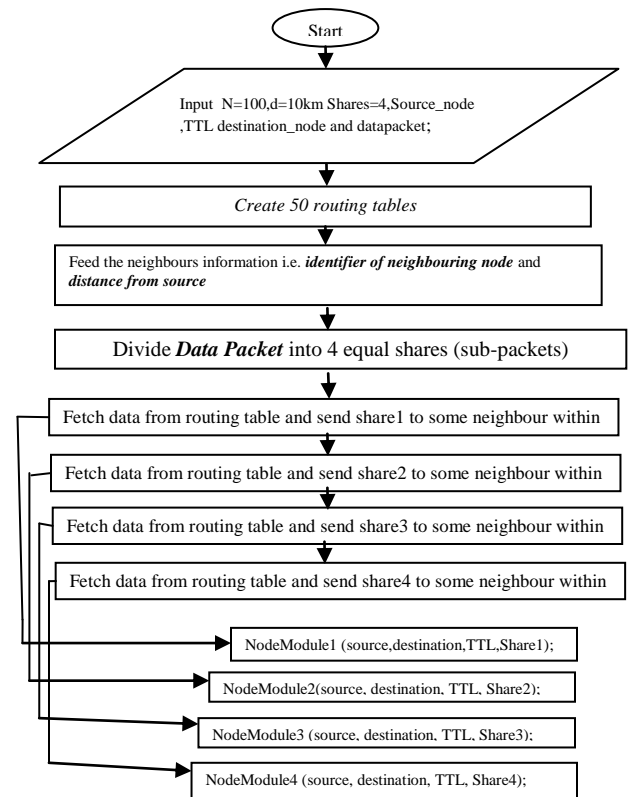 Start
Input N=100,d=10km Shares=4,Source_node
,TTL destination_node and datapacket;
Create 50 routing tables
Feed the neighbours information i.e. identifier of neighbouring node and
distance from source
Divide Data Packet into 4 equal shares (sub-packets)
Fetch data from routing table and send share1 to some neighbour within
Fetch data from routing table and send share2 to some neighbour within
Fetch data from routing table and send share3 to some neighbour within
Fetch data from routing table and send share4 to some neighbour within
NodeModule1 (source,destination,TTL,Share1);
NodeModule2(source, destination, TTL, Share2);
NodeModule3 (source, destination, TTL, Share3);
NodeModule4 (source, destination, TTL, Share4);